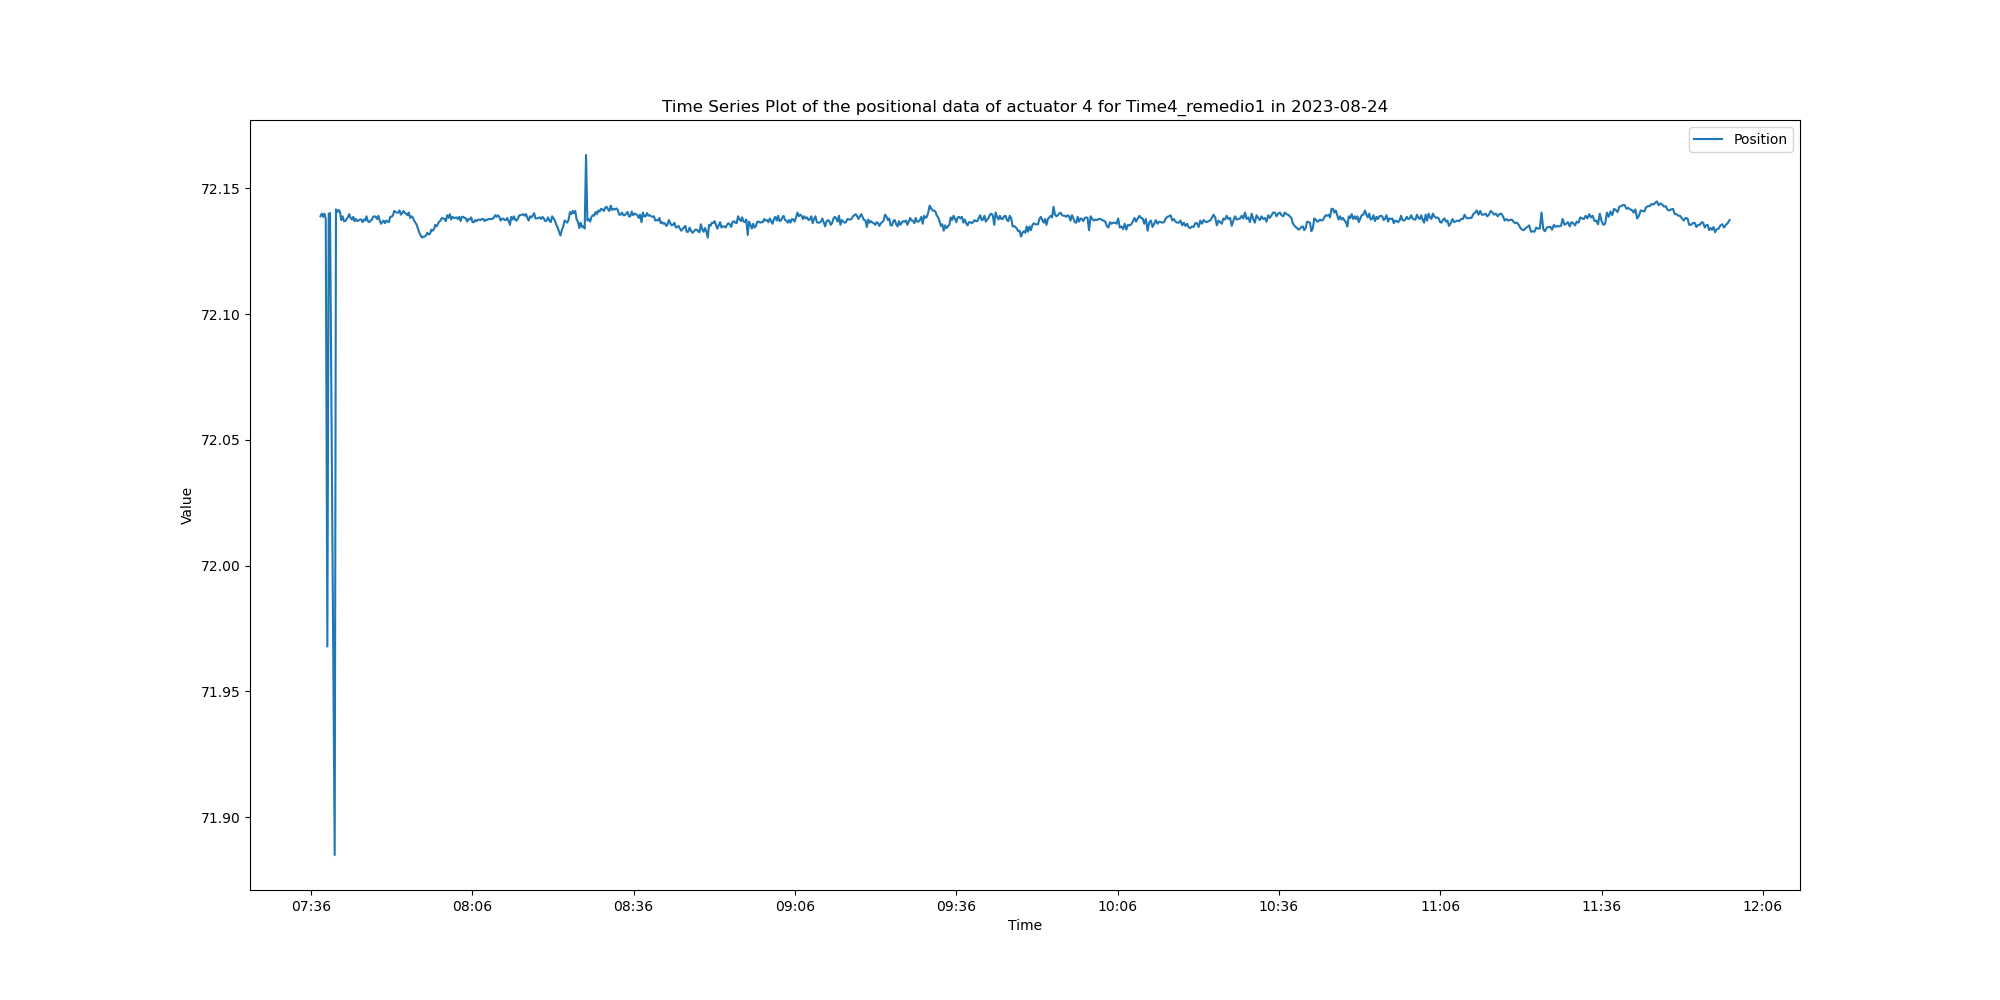 Time Series Plot of the positional data of actuator 4 for Time4_remedio1 in 2023-08-24
Position
72.15
72.10
72.05
72.00
71.95
71.90
Value
07:36 08:06 08:36 09:06 09:36 10:06 10:36 11:06 11:36 12:06
Time